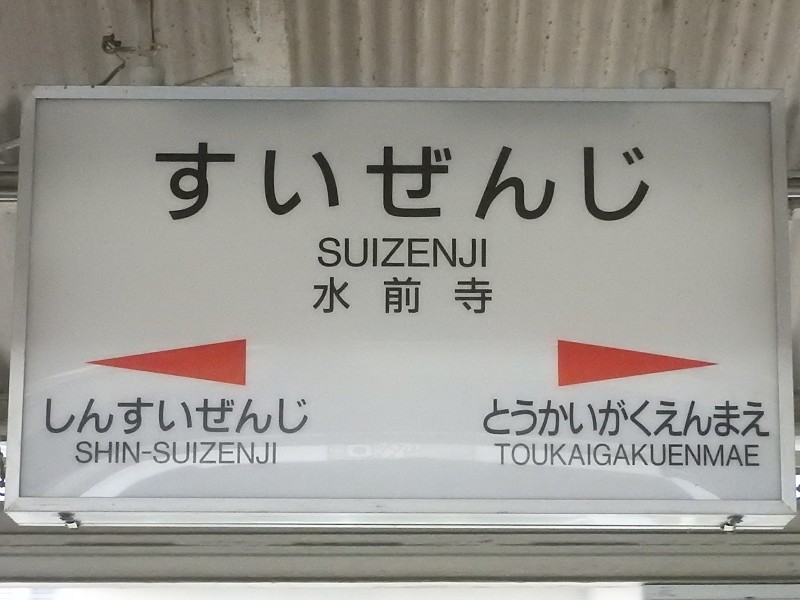 すいぜんじ
SUIZENJI
水前寺
しんすいぜんじ
SHIN-SUIZENJI
とうかいがくえんまえ
TOUKAIGAKUENMAE